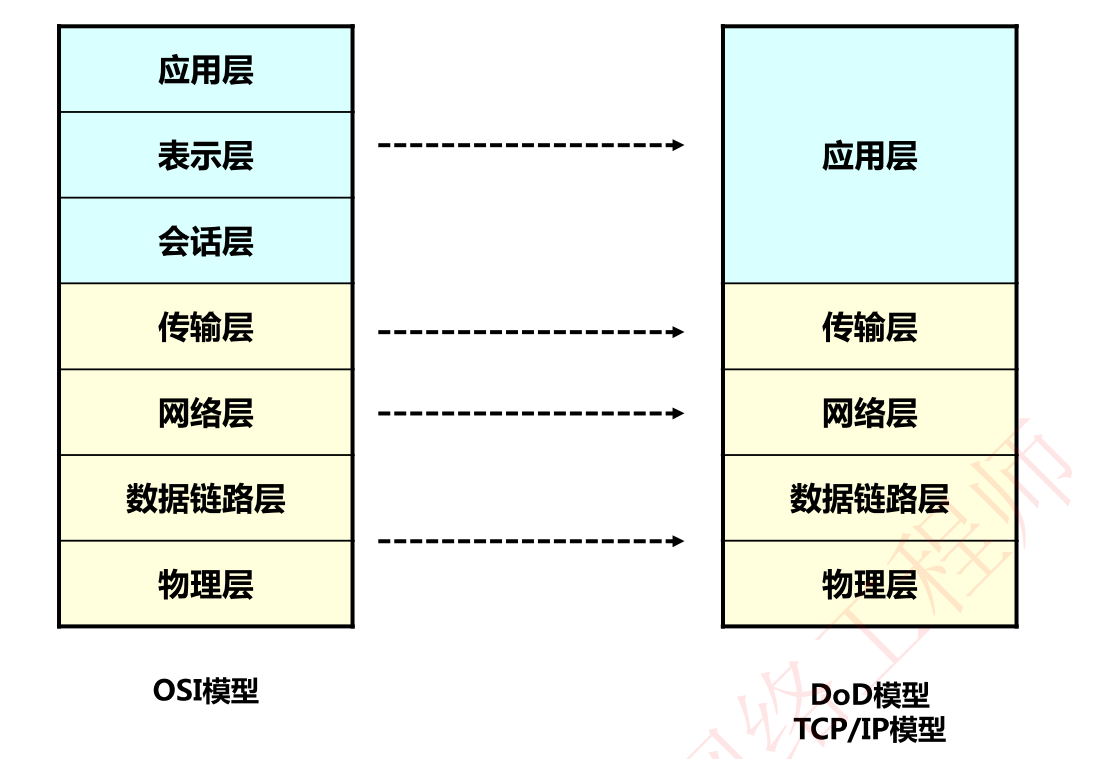 应用层
表示层
会话层
传输层
网络层
数据链路层
物理层
OSI模型
应用层
传输层
网络层
数据链路层
物理层
DoD模型
TCP/IP模型
网络工程师